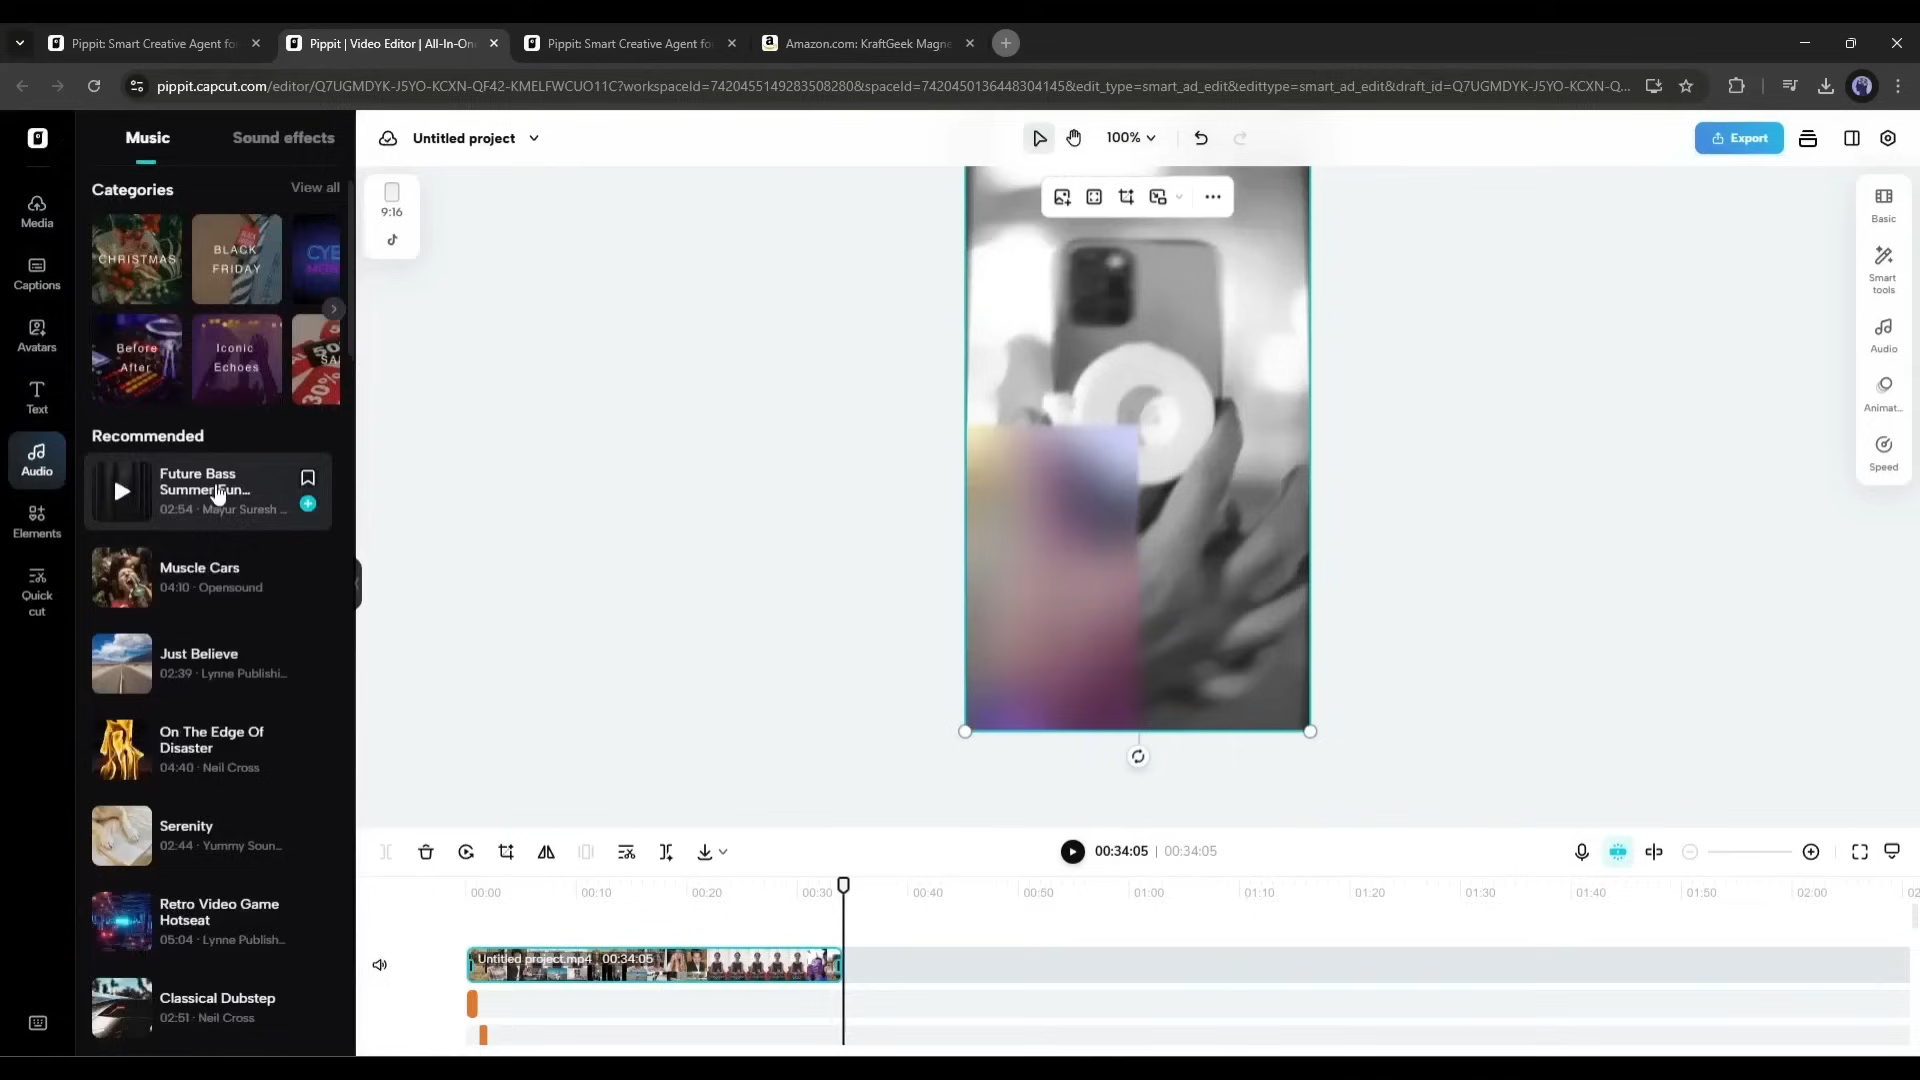 Pippit: Smart Creative Agent fo
Pippit | Video Editor | All-In-On
Pippit: Smart Creative Agent fo
Amazon.com: KraftGeek Magne
pippit.capcut.com/editor/Q7UGMDYK-J5YO-KCXN-QF42-KMELFWCUO11C?workspaceId=7420455149283508280&spaceId=7420450136448304145&edit_type=smart_ad_edit&edittype=smart_ad_edit&draft_id=Q7UGMDYK-J5YO-KCXN-Q...
Music
Sound effects
Untitled project
100%
Export
Categories
View all
CHRISTMAS
BLACK
FRIDAY
CYB
Before
After
Iconic
Echoes
50
SA
30%
Media
Captions
Avatars
Text
Audio
Elements
Quick
cut
9:16
Basic
Smart
tools
Audio
Animat...
Speed
Recommended
Future Bass
Summer Fun...
02:54 · Mayur Suresh ...
Muscle Cars
04:10 · Opensound
Just Believe
02:39 · Lynne Publishi...
On The Edge Of
Disaster
04:40 · Neil Cross
Serenity
02:44 · Yummy Soun...
Retro Video Game
Hotseat
05:04 · Lynne Publish...
Classical Dubstep
02:51 · Neil Cross
00:34:05 | 00:34:05
00:00
00:10
00:20
00:30
00:40
00:50
01:00
01:10
01:20
01:30
01:40
01:50
02:00
02
Untitled project.mp4 00:34:05